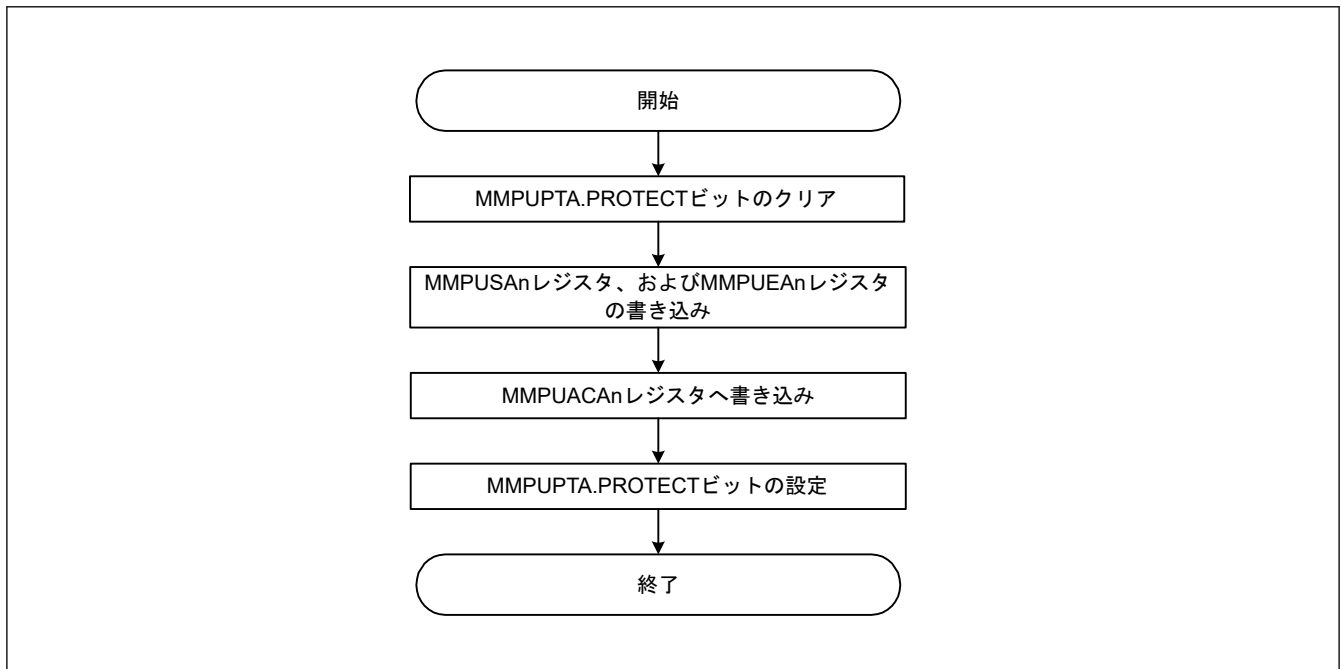 開始
MMPUPTA.PROTECTビットのクリア
MMPUSAnレジスタ、およびMMPUEAnレジスタ
の書き込み
MMPUACAnレジスタへ書き込み
MMPUPTA.PROTECTビットの設定
終了